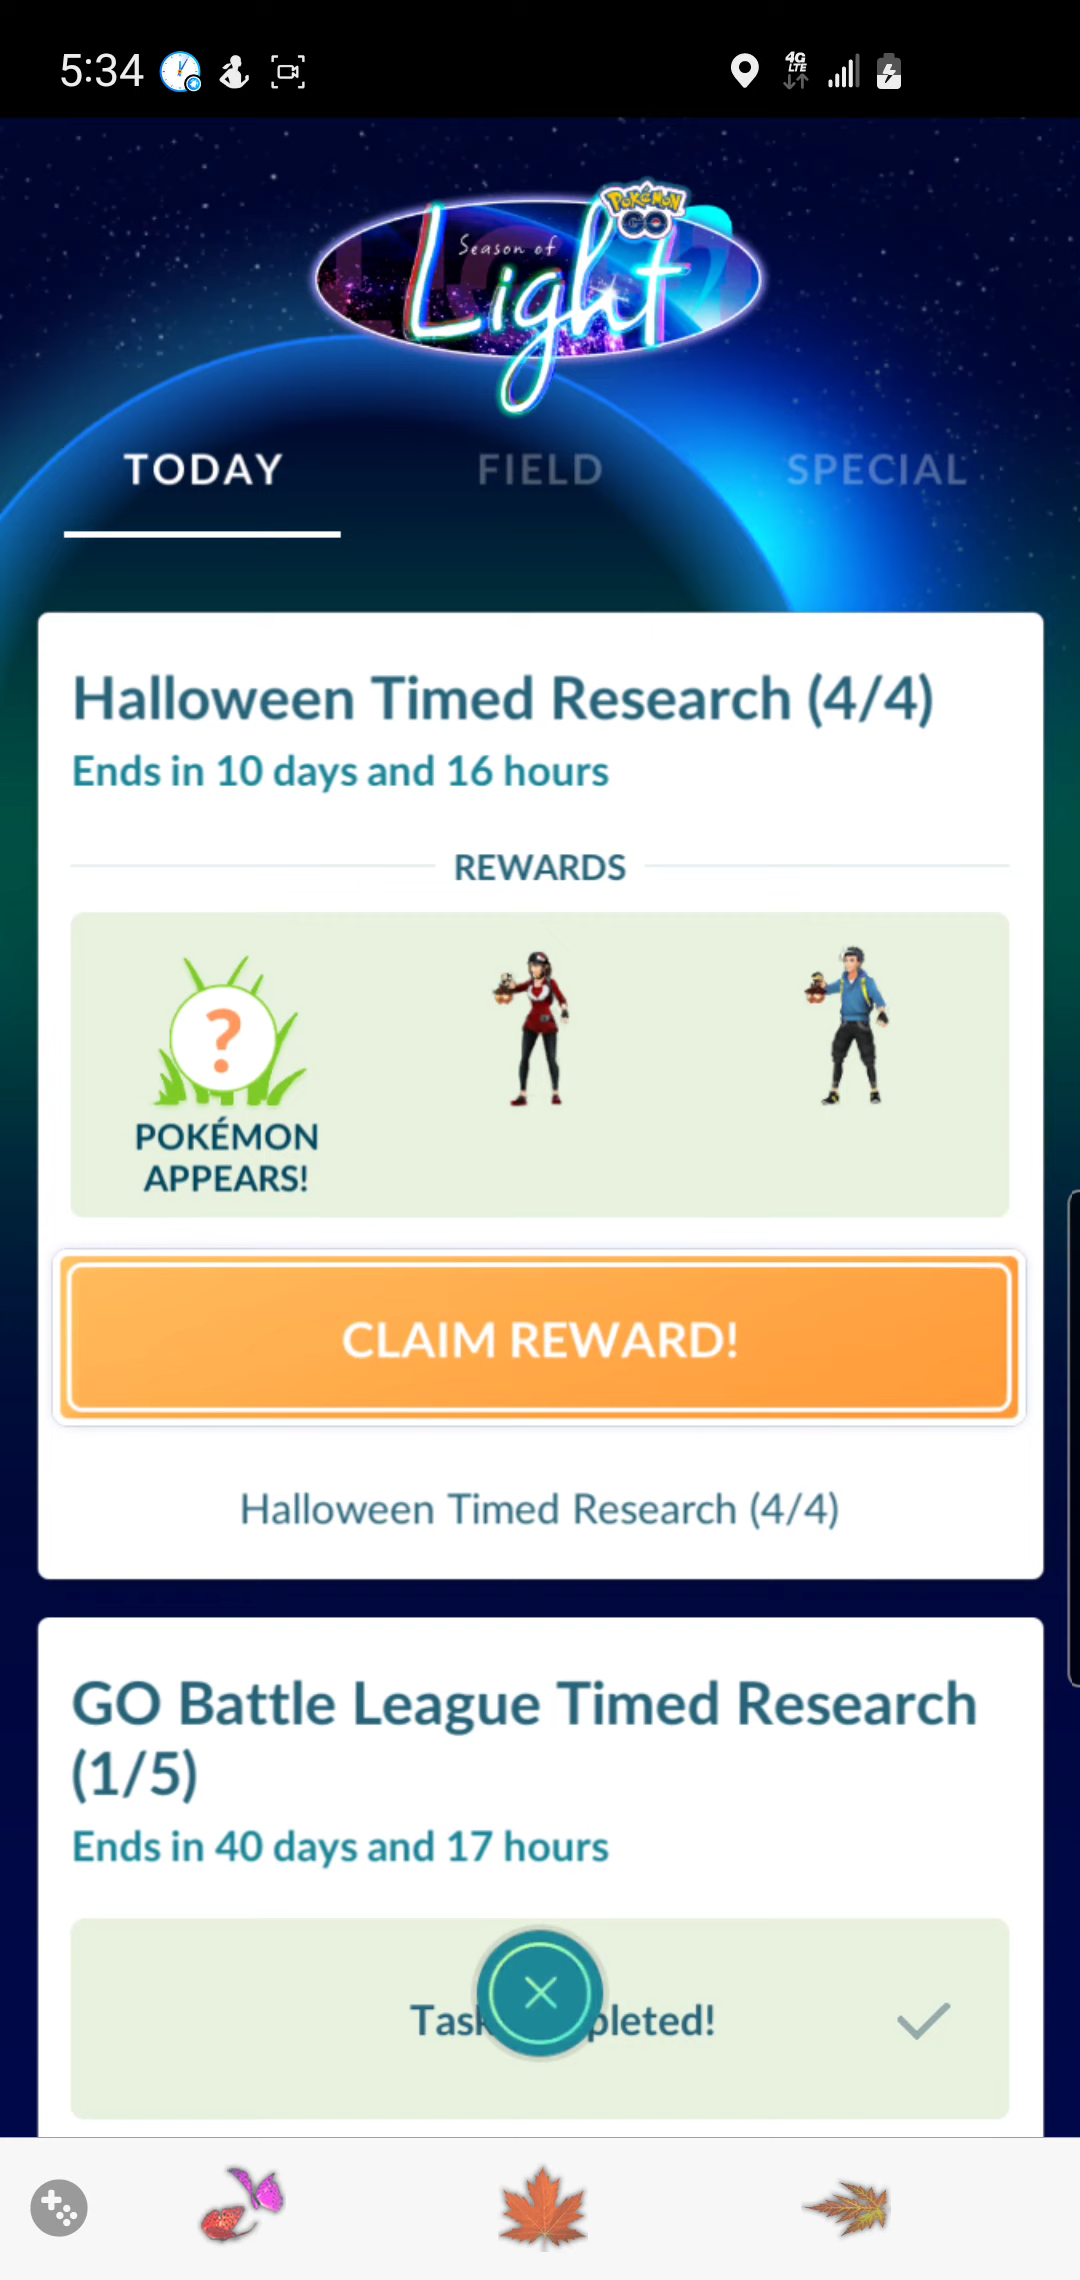 5:34
4G
LTE
POKÉMON
GO
Season of
Light
TODAY
FIELD
SPECIAL
Halloween Timed Research (4/4)
Ends in 10 days and 16 hours
REWARDS
?
POKÉMON
APPEARS!
CLAIM REWARD!
Halloween Timed Research (4/4)
GO Battle League Timed Research
(1/5)
Ends in 40 days and 17 hours